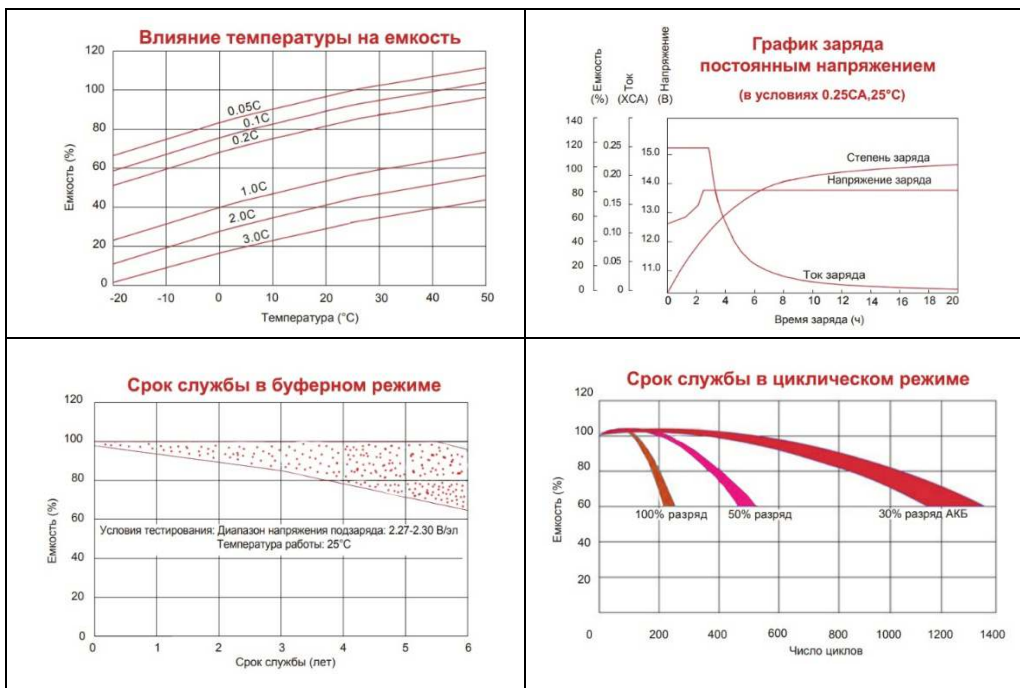 Влияние температуры на емкость
120
100
80
60
40
20
0
Емкость (%)
0.05C
0.1C
0.2C
1.0C
2.0C
3.0C
-20 -10 0 10 20 30 40 50
Температура (°C)
График заряда
постоянным напряжением
(в условиях 0.25CA,25°C)
Емкость
(%)
Ток
(XCA)
Напряжение
(В)
140
120
100
80
60
40
20
0
0.25
0.20
0.15
0.10
0.05
0
15.0
14.0
13.0
12.0
11.0
Степень заряда
Напряжение заряда
Ток заряда
0 2 4 6 8 10 12 14 16 18 20
Время заряда (ч)
Срок службы в буферном режиме
120
100
80
60
40
20
0
Емкость (%)
Условия тестирования: Диапазон напряжения подзаряда: 2.27-2.30 В/эл
Температура работы: 25°C
0 1 2 3 4 5 6
Срок службы (лет)
Срок службы в циклическом режиме
120
100
80
60
40
20
0
Емкость (%)
100% разряд
50% разряд
30% разряд АКБ
200 400 600 800 1000 1200 1400
Число циклов